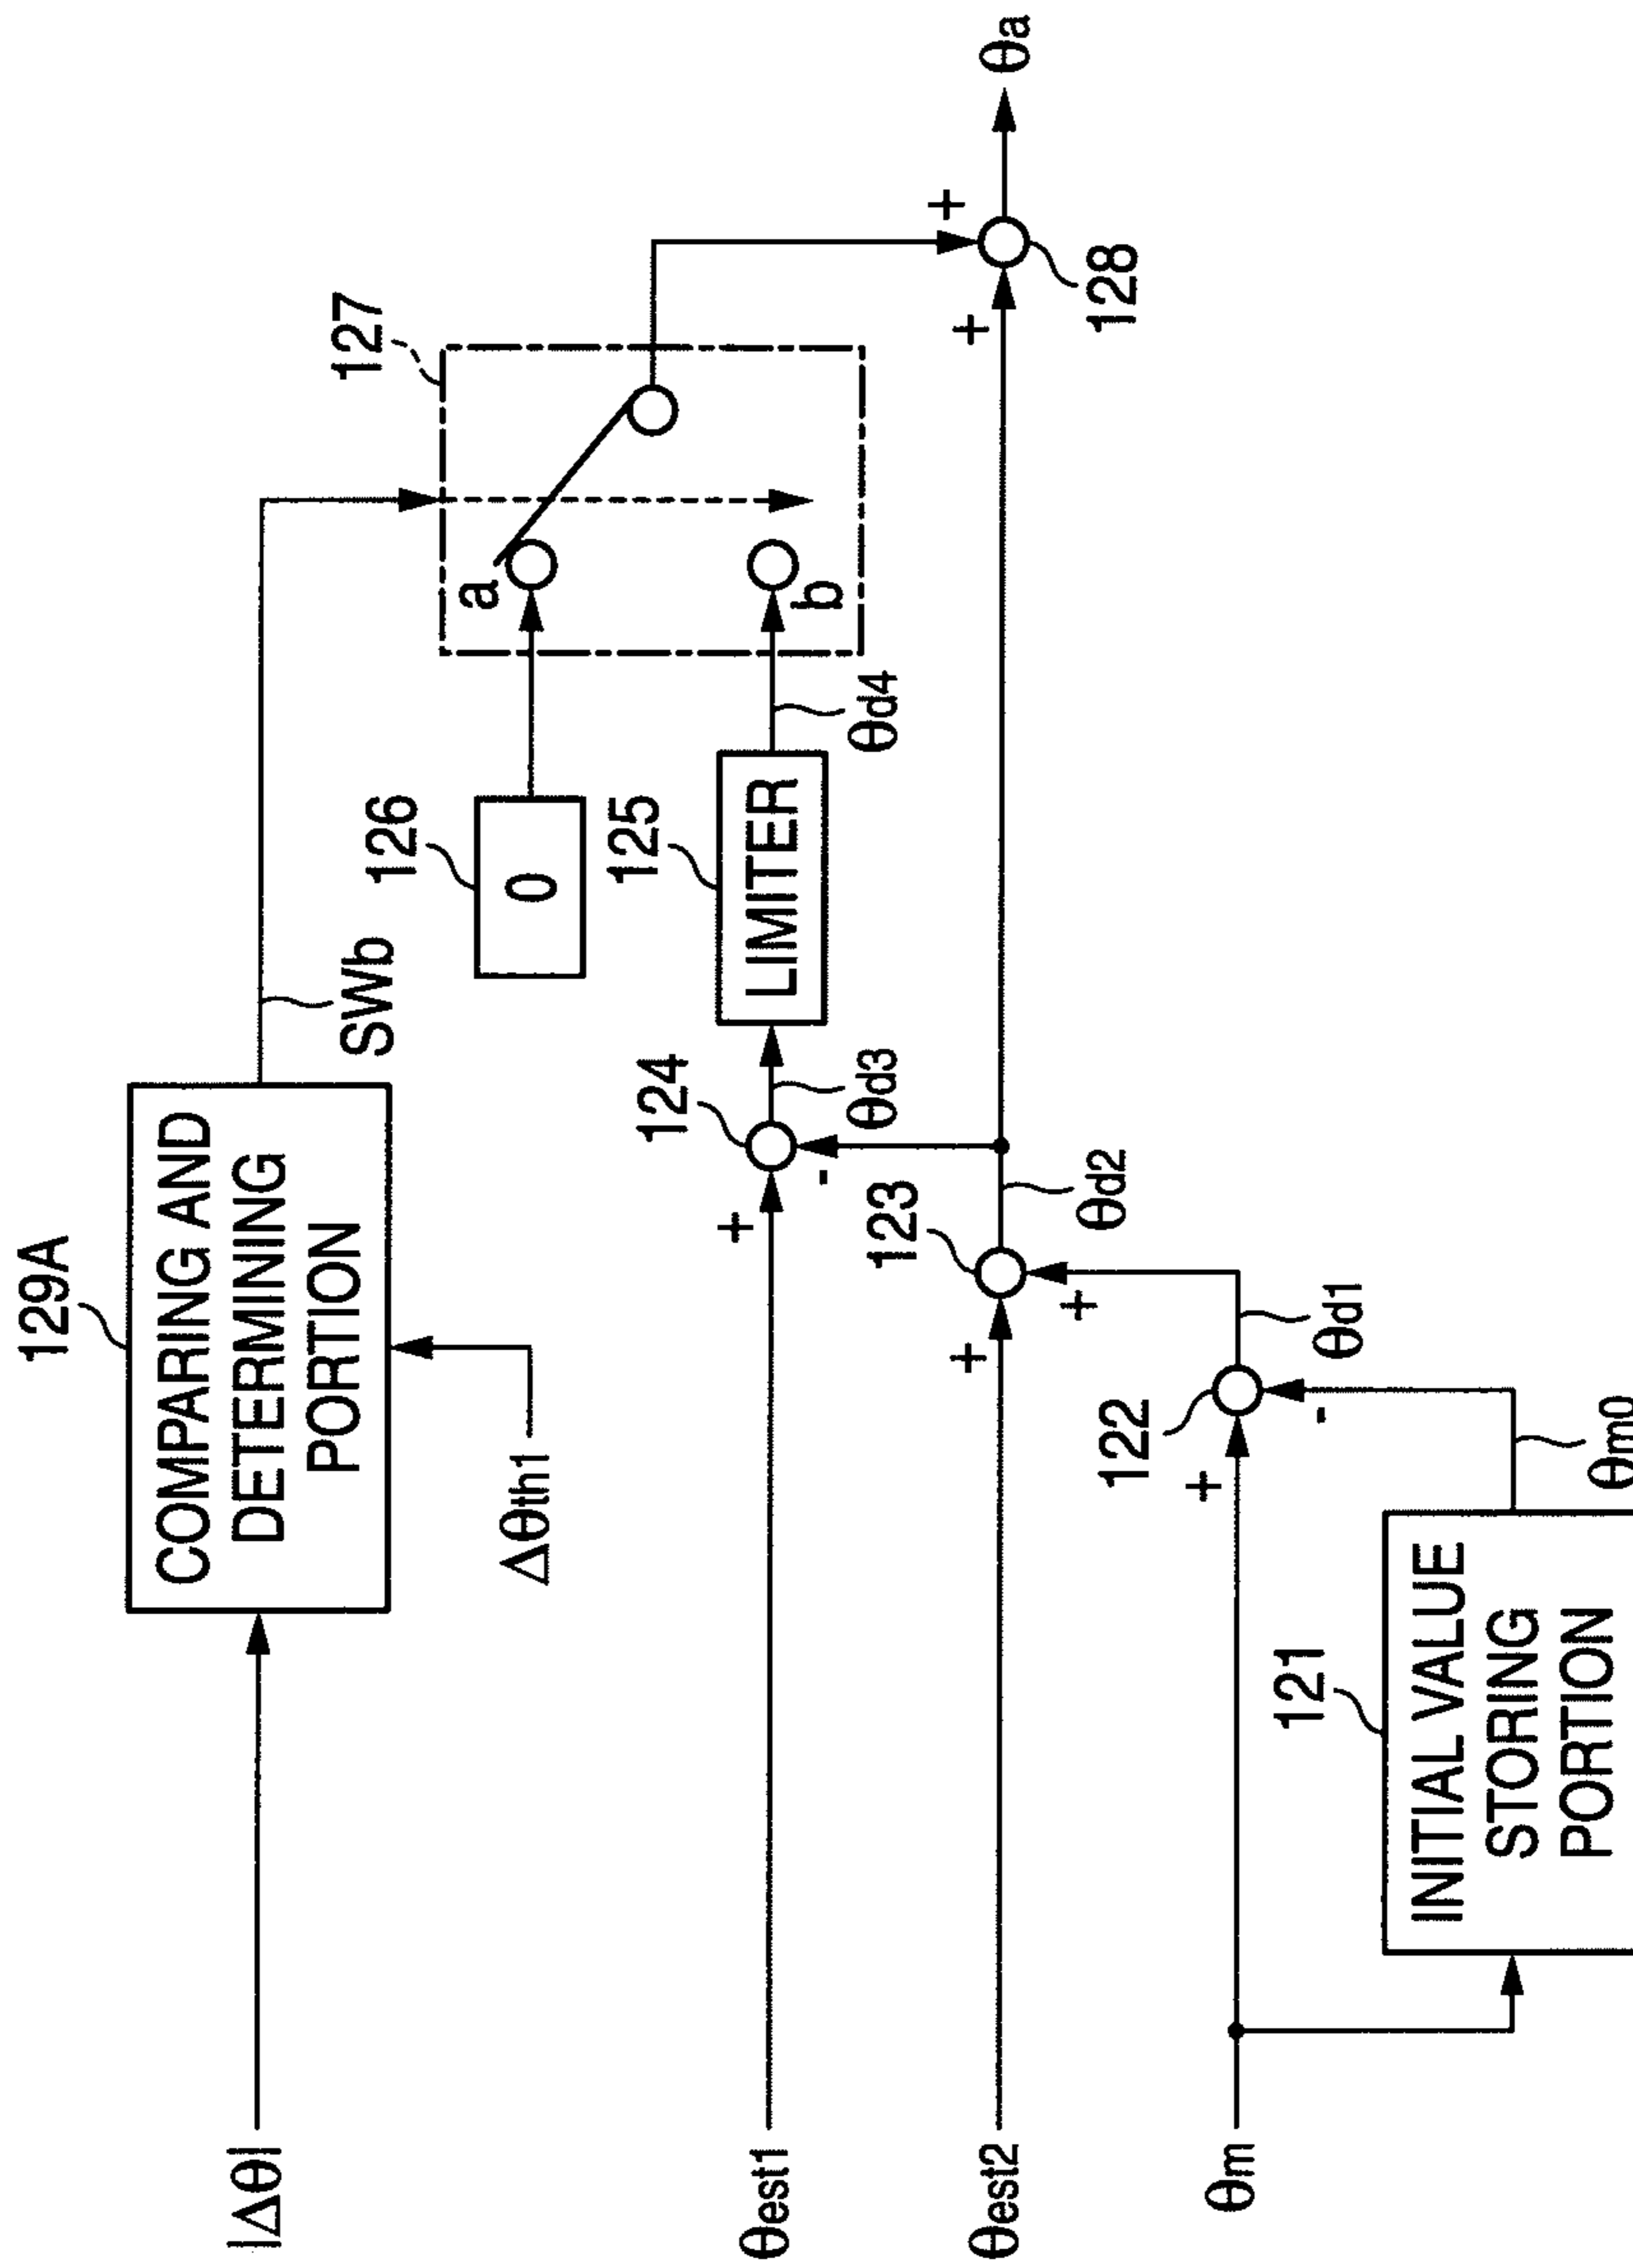 129A
COMPARING AND
DETERMINING
PORTION
|Δθ|
Δθth1
SWb
127
a
b
126
0
125
LIMITER
θd4
124
θd3
+
-
θest1
123
θd2
+
+
θest2
122
θd1
+
-
θm
121
INITIAL VALUE
STORING
PORTION
θm0
+
+
128
θa